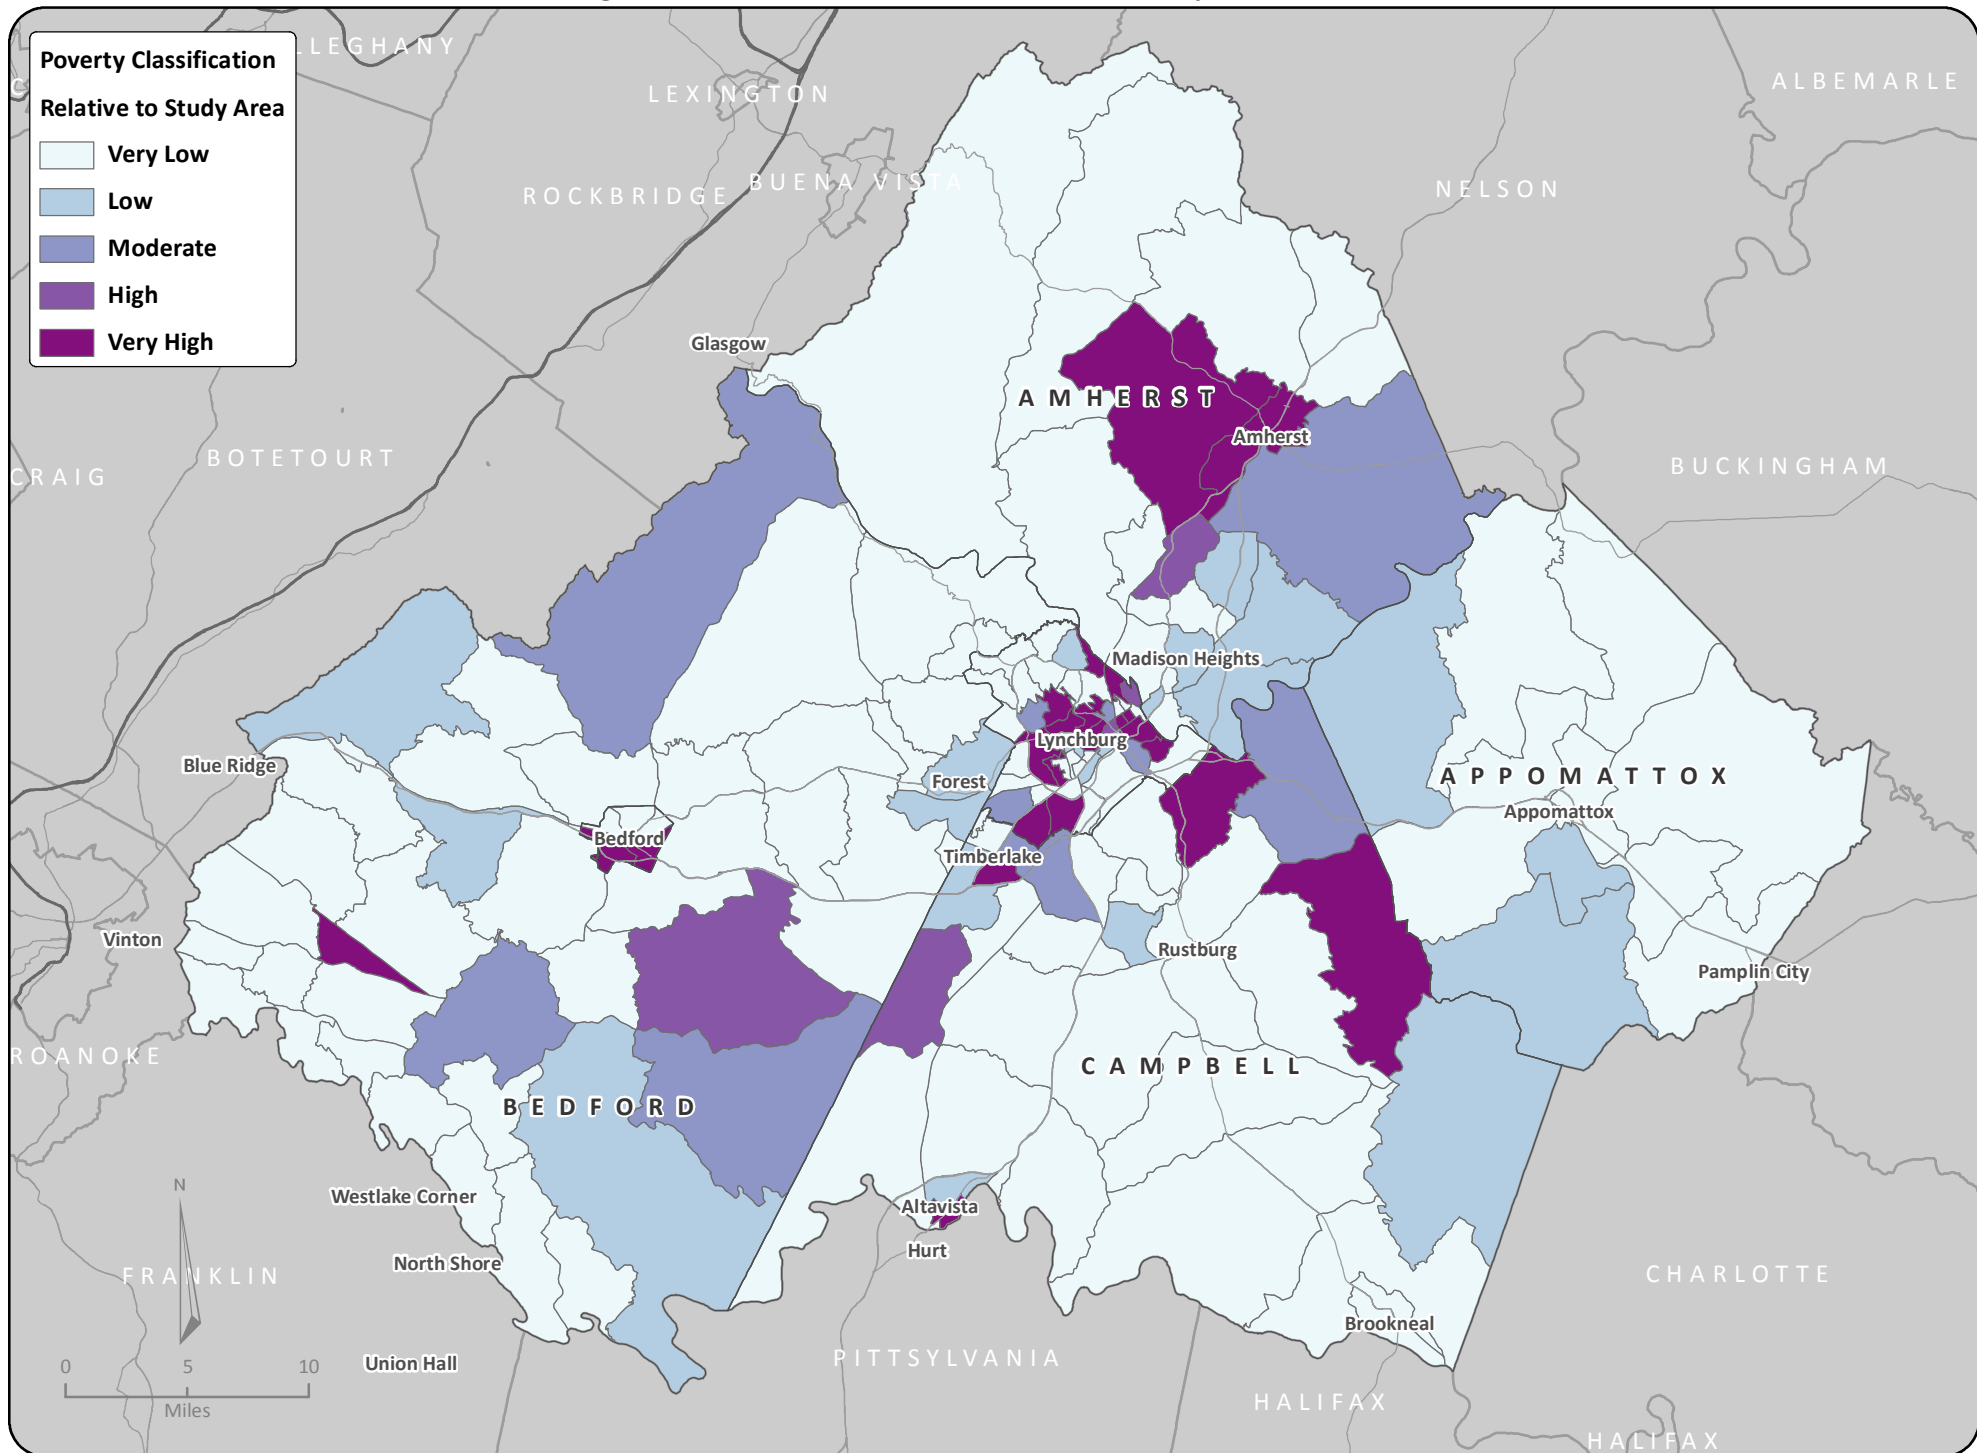 Poverty Classification
Relative to Study Area
Very Low
Low
Moderate
High
Very High
LLEGHANY
LEXINGTON
ALBEMARLE
ROCKBRIDGE
BUENA VISTA
NELSON
Glasgow
AMHERST
Amherst
BOTETOURT
CRAIG
BUCKINGHAM
Madison Heights
Lynchburg
Blue Ridge
Forest
APPOMATTOX
Appomattox
Bedford
Timberlake
Vinton
Rustburg
Pamplin City
ROANOKE
CAMPBELL
BEDFORD
Westlake Corner
Altavista
Hurt
North Shore
FRANKLIN
CHARLOTTE
Brookneal
Union Hall
PITTSYLVANIA
HALIFAX
HALIFAX
N
0 5 10
Miles